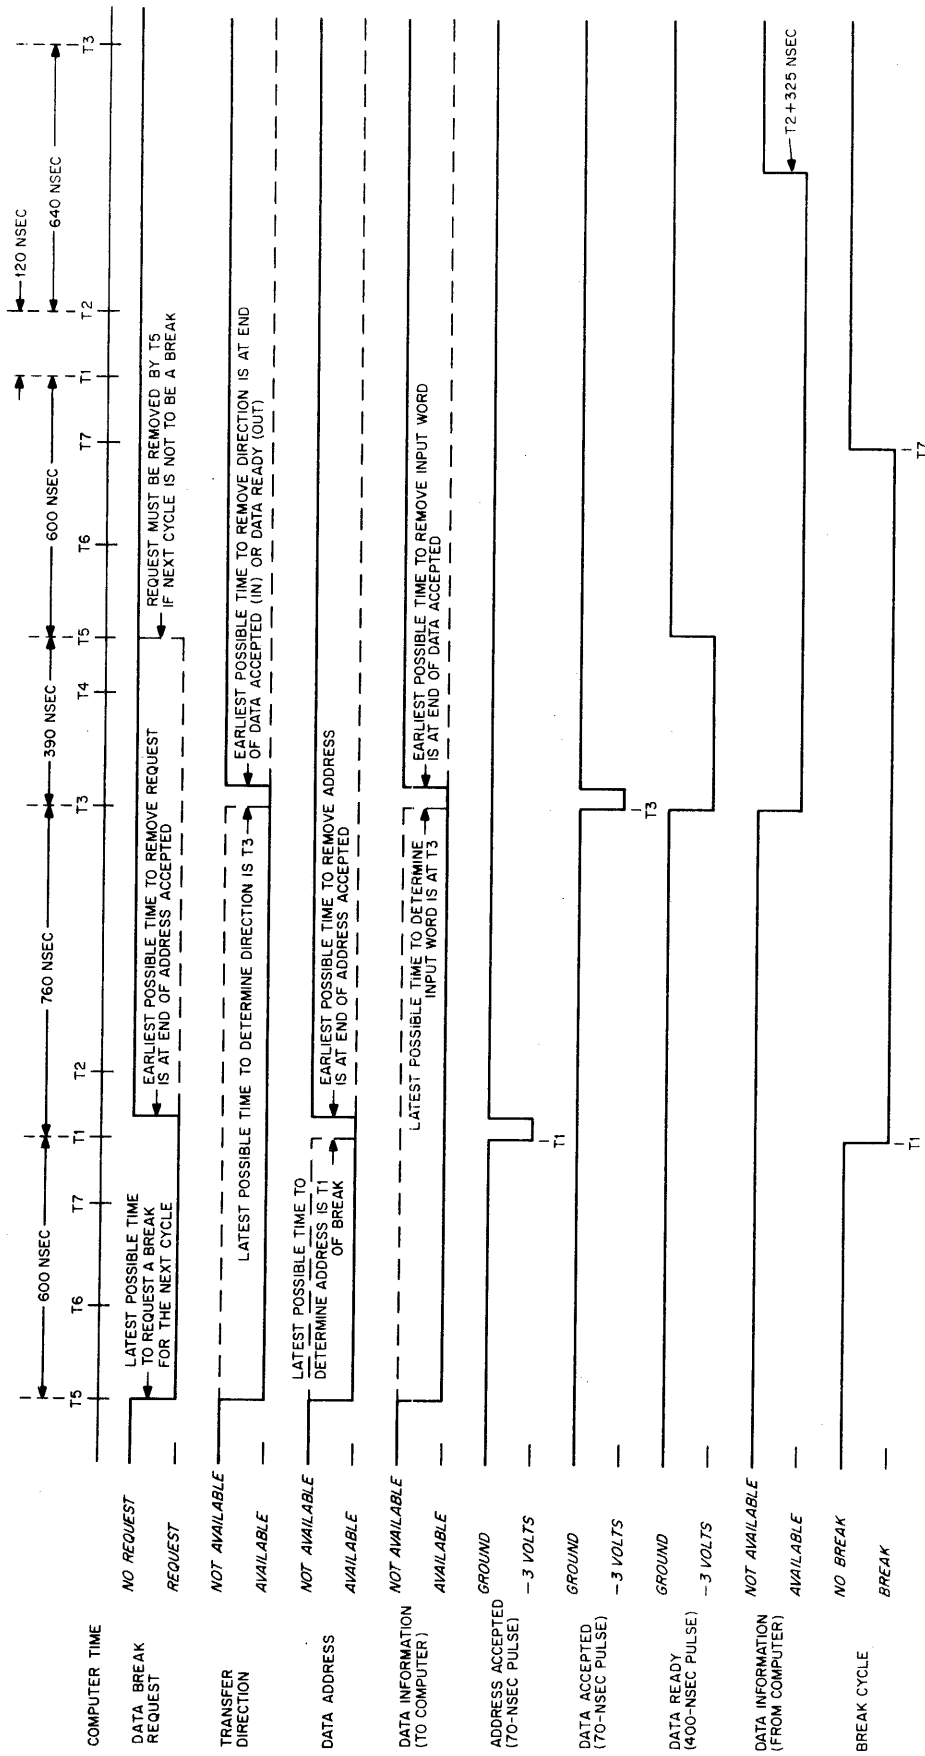 120 NSEC
600 NSEC
760 NSEC
390 NSEC
600 NSEC
640 NSEC
COMPUTER TIME
T5
T6
T7
T1
T2
T3
T4
T5
T6
T7
T1
T2
T3
DATA BREAK
REQUEST
NO REQUEST
REQUEST
LATEST POSSIBLE TIME
TO REQUEST A BREAK
FOR THE NEXT CYCLE
EARLIEST POSSIBLE TIME TO REMOVE REQUEST
IS AT END OF ADDRESS ACCEPTED
REQUEST MUST BE REMOVED BY T5
IF NEXT CYCLE IS NOT TO BE A BREAK
TRANSFER
DIRECTION
NOT AVAILABLE
AVAILABLE
LATEST POSSIBLE TIME TO DETERMINE DIRECTION IS T3
EARLIEST POSSIBLE TIME TO REMOVE DIRECTION IS AT END
OF DATA ACCEPTED (IN) OR DATA READY (OUT)
DATA ADDRESS
NOT AVAILABLE
AVAILABLE
LATEST POSSIBLE TIME TO
DETERMINE ADDRESS IS T1
OF BREAK
EARLIEST POSSIBLE TIME TO REMOVE ADDRESS
IS AT END OF ADDRESS ACCEPTED
DATA INFORMATION
(TO COMPUTER)
NOT AVAILABLE
AVAILABLE
LATEST POSSIBLE TIME TO DETERMINE
INPUT WORD IS AT T3
EARLIEST POSSIBLE TIME TO REMOVE INPUT WORD
IS AT END OF DATA ACCEPTED
ADDRESS ACCEPTED
(70-NSEC PULSE)
GROUND
-3 VOLTS
T1
DATA ACCEPTED
(70-NSEC PULSE)
GROUND
-3 VOLTS
T3
DATA READY
(400-NSEC PULSE)
GROUND
-3 VOLTS
DATA INFORMATION
(FROM COMPUTER)
NOT AVAILABLE
AVAILABLE
T2+325 NSEC
BREAK CYCLE
NO BREAK
BREAK
T1
T7